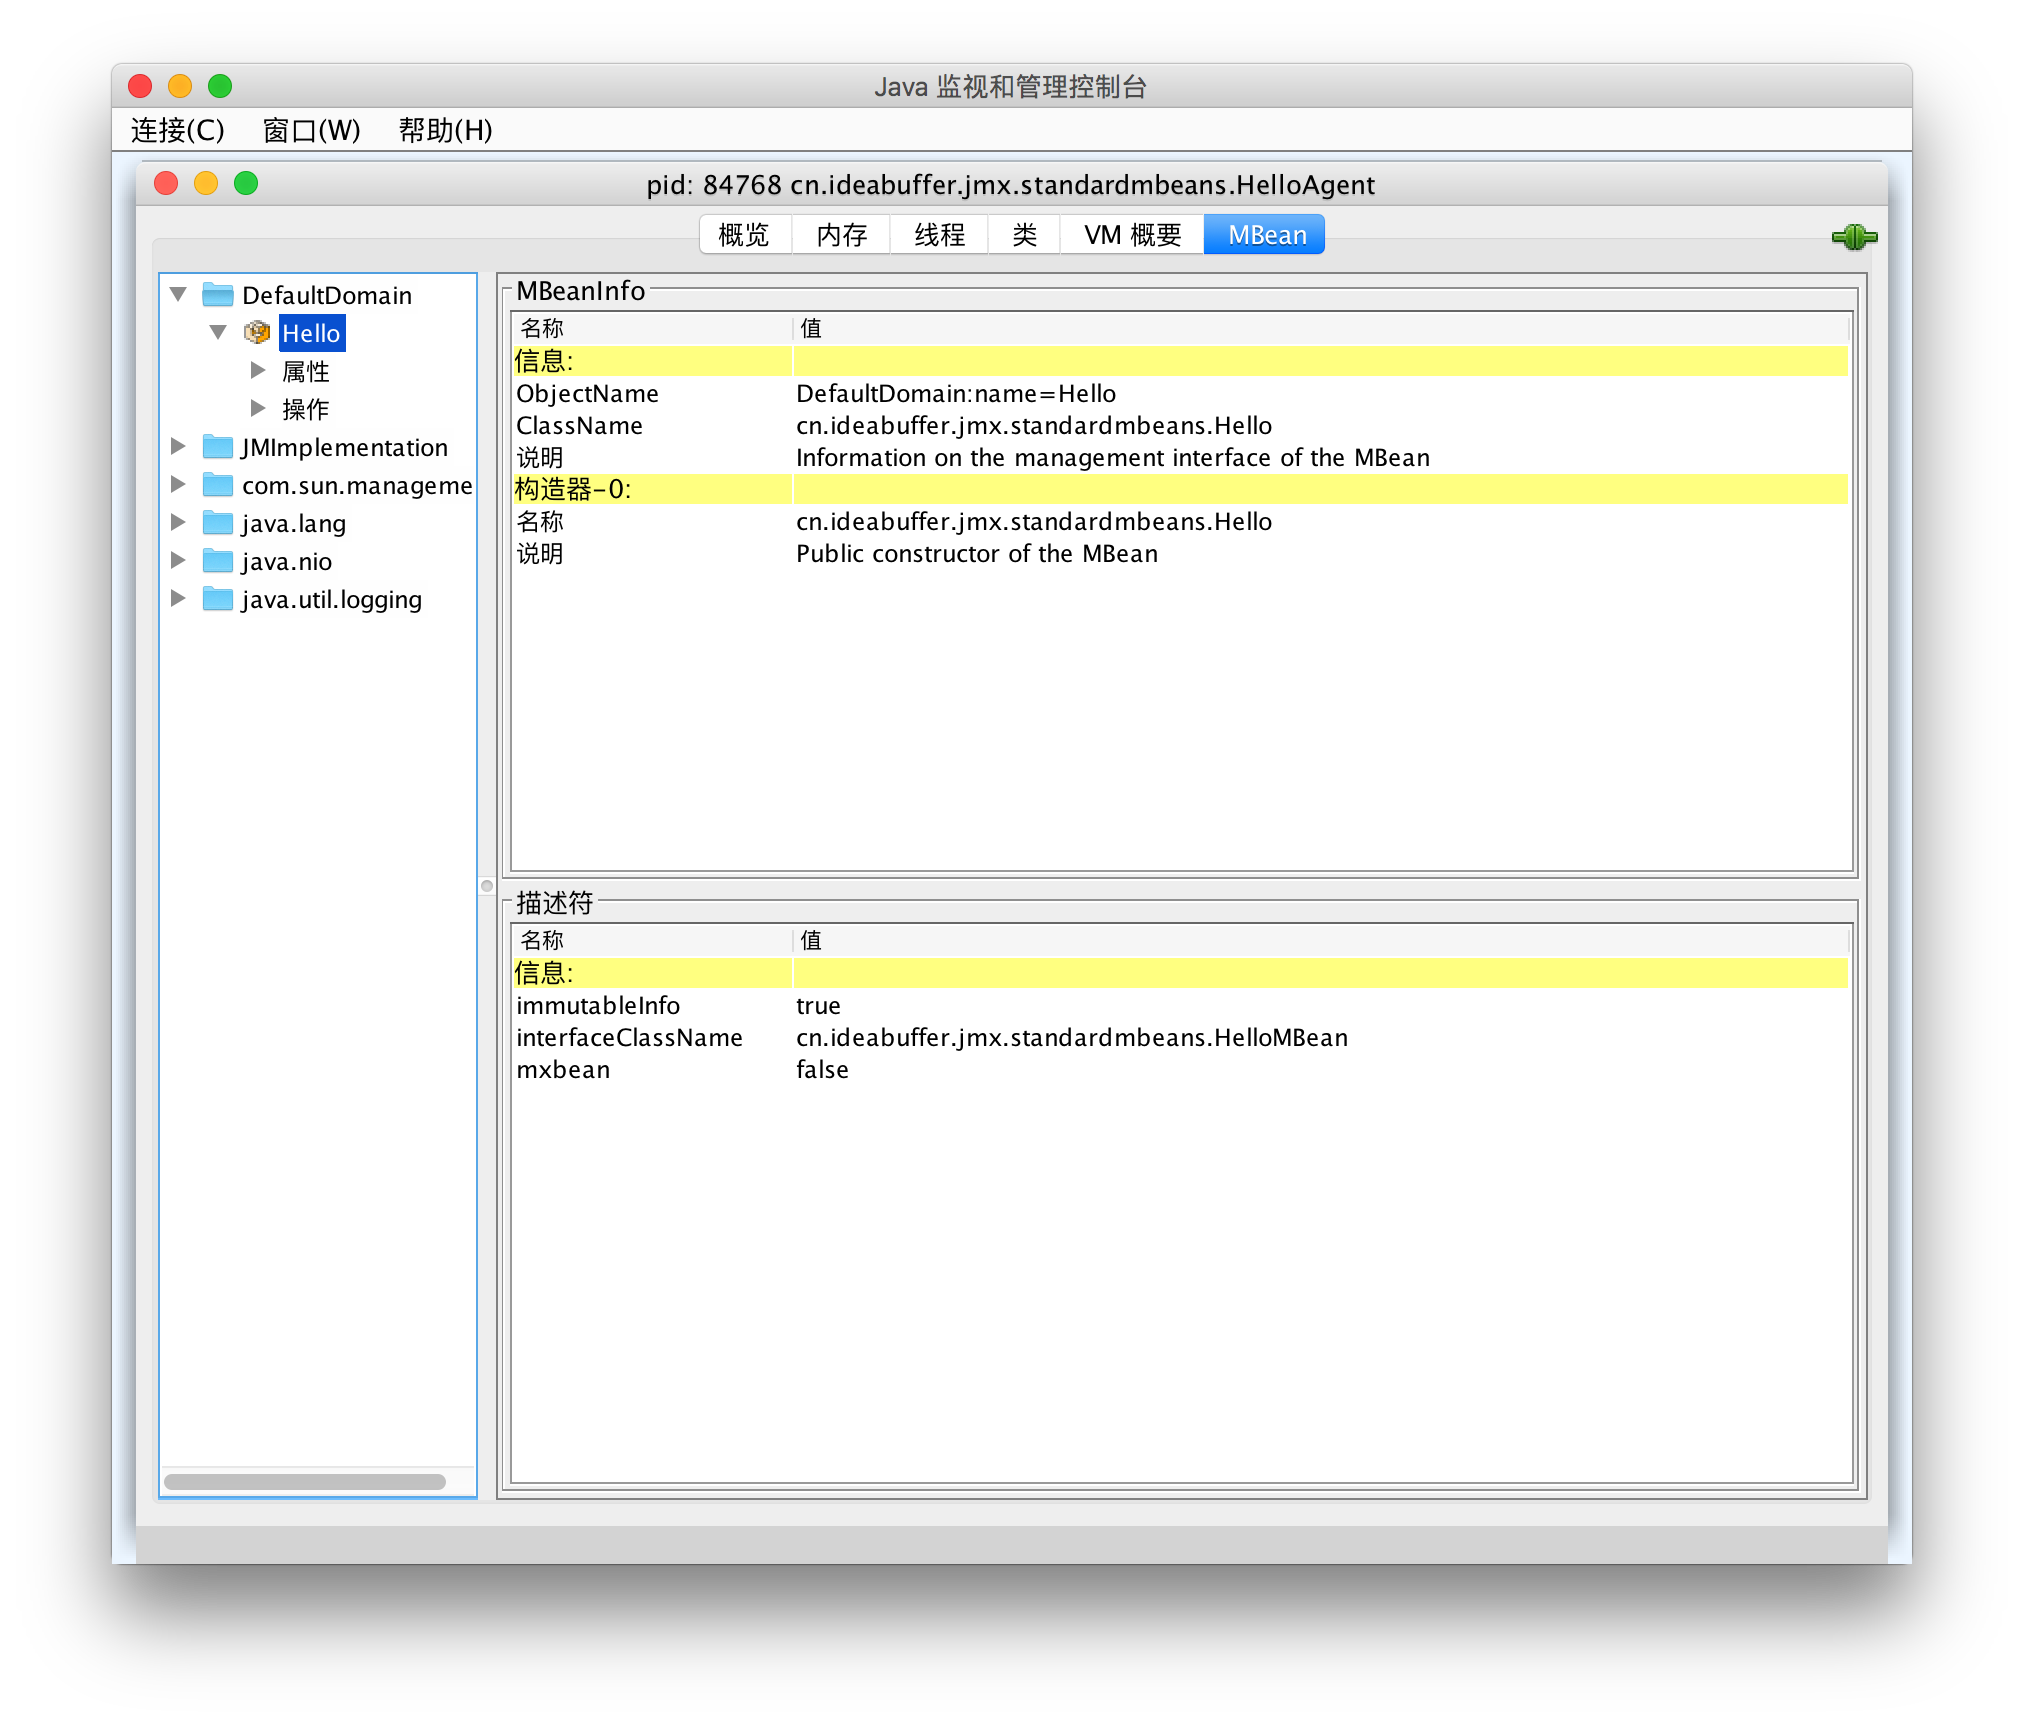 Java 监视和管理控制台
连接(C) 窗口(W) 帮助(H)
pid: 84768 cn.ideabuffer.jmx.standardmbeans.HelloAgent
概览 内存 线程 类 VM 概要 MBean
DefaultDomain
Hello
属性
操作
JMImplementation
com.sun.manageme
java.lang
java.nio
java.util.logging
MBeanInfo
名称 值
信息:
ObjectName DefaultDomain:name=Hello
ClassName cn.ideabuffer.jmx.standardmbeans.Hello
说明 Information on the management interface of the MBean
构造器-0:
名称 cn.ideabuffer.jmx.standardmbeans.Hello
说明 Public constructor of the MBean
描述符
名称 值
信息:
immutableInfo true
interfaceClassName cn.ideabuffer.jmx.standardmbeans.HelloMBean
mxbean false